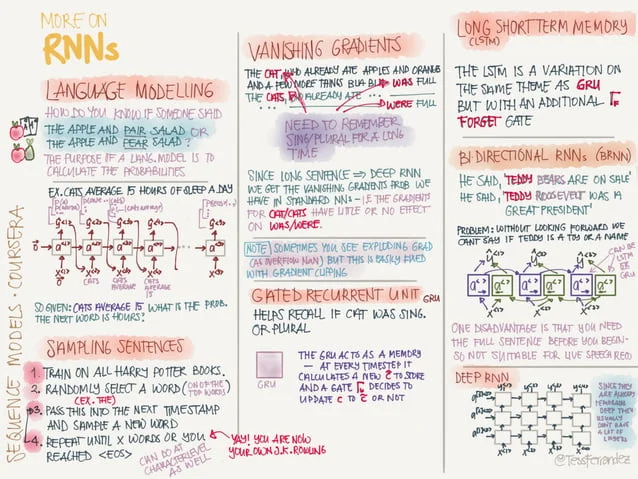 MORE ON
RNNs
LANGUAGE MODELLING
HOW DO YOU KNOW IF SOMEONE SAID
THE APPLE AND PAIR SALAD OR
THE APPLE AND PEAR SALAD?
THE PURPOSE IF A LANG.MODEL IS TO
CALCULATE THE PROBABILITIES.
EX. CATS AVERAGE 15 HOURS OF SLEEP A DAY
CATS
CATS AVERAGE
CATS AVERAGE 15
SO GIVEN: CATS AVERAGE 15 WHAT IS THE PROB.
THE NEXT WORD IS HOURS?
SAMPLING SENTENCES
1. TRAIN ON ALL HARRY POTTER BOOKS.
2. RANDOMLY SELECT A WORD (ON OF THE TOP WORDS)
(EX. THE)
3. PASS THIS INTO THE NEXT TIMESTAMP
AND SAMPLE A NEW WORD
4. REPEAT UNTIL X WORDS OR YOU
REACHED <EOS>
CAN DO AT
CHARACTERLEVEL
AS WELL
YAY! YOU ARE NOW
YOUR OWN J.K. ROWLING
SEQUENCE MODELS · COURSERA
VANISHING GRADIENTS
THE CAT, WHO ALREADY ATE APPLES AND ORANGE
AND A FEW MORE THINGS BLA BLA WAS FULL
THE CATS, WHO ALREADY ATE ...
WERE FULL
NEED TO REMEMBER
SING/PLURAL FOR A LONG
TIME
SINCE LONG SENTENCE ⇒ DEEP RNN
WE GET THE VANISHING GRADIENTS PROB WE
HAVE IN STANDARD NNs - I.E THE GRADIENTS
FOR CAT/CATS HAVE LITTLE OR NO EFFECT
ON WAS/WERE.
NOTE) SOMETIMES YOU SEE EXPLODING GRAD
(AS OVERFLOW NAN) BUT THIS IS EASILY FIXED
WITH GRADIENT CLIPPING
GATED RECURRENT UNIT GRU
HELPS RECALL IF CAT WAS SING.
OR PLURAL
GRU
THE GRU ACTS AS A MEMORY
— AT EVERY TIMESTEP IT
CALCULATES A NEW c̃ TO STORE
AND A GATE Γ DECIDES TO
UPDATE C TO c̃ OR NOT
LONG SHORT TERM MEMORY
(LSTM)
THE LSTM IS A VARIATION ON
THE SAME THEME AS GRU
BUT WITH AN ADDITIONAL Γf
FORGET GATE
BI DIRECTIONAL RNNs (BRNN)
HE SAID, 'TEDDY BEARS ARE ON SALE'
HE SAID, 'TEDDY ROOSEVELT WAS A
GREAT PRESIDENT'
PROBLEM: WITHOUT LOOKING FORWARD WE
CANT SAY IF TEDDY IS A TOY OR A NAME
CAN BE
LSTM
OR
GRU
ONE DISADVANTAGE IS THAT YOU NEED
THE FULL SENTENCE BEFORE YOU BEGIN-
SO NOT SUITABLE FOR LIVE SPEECH RECO
DEEP RNN
SINCE THEY
ARE ALREADY
TEMPORALLY
DEEP THEY
USUALLY
DON'T HAVE
A LOT OF
LAYERS
@TessFerrandez